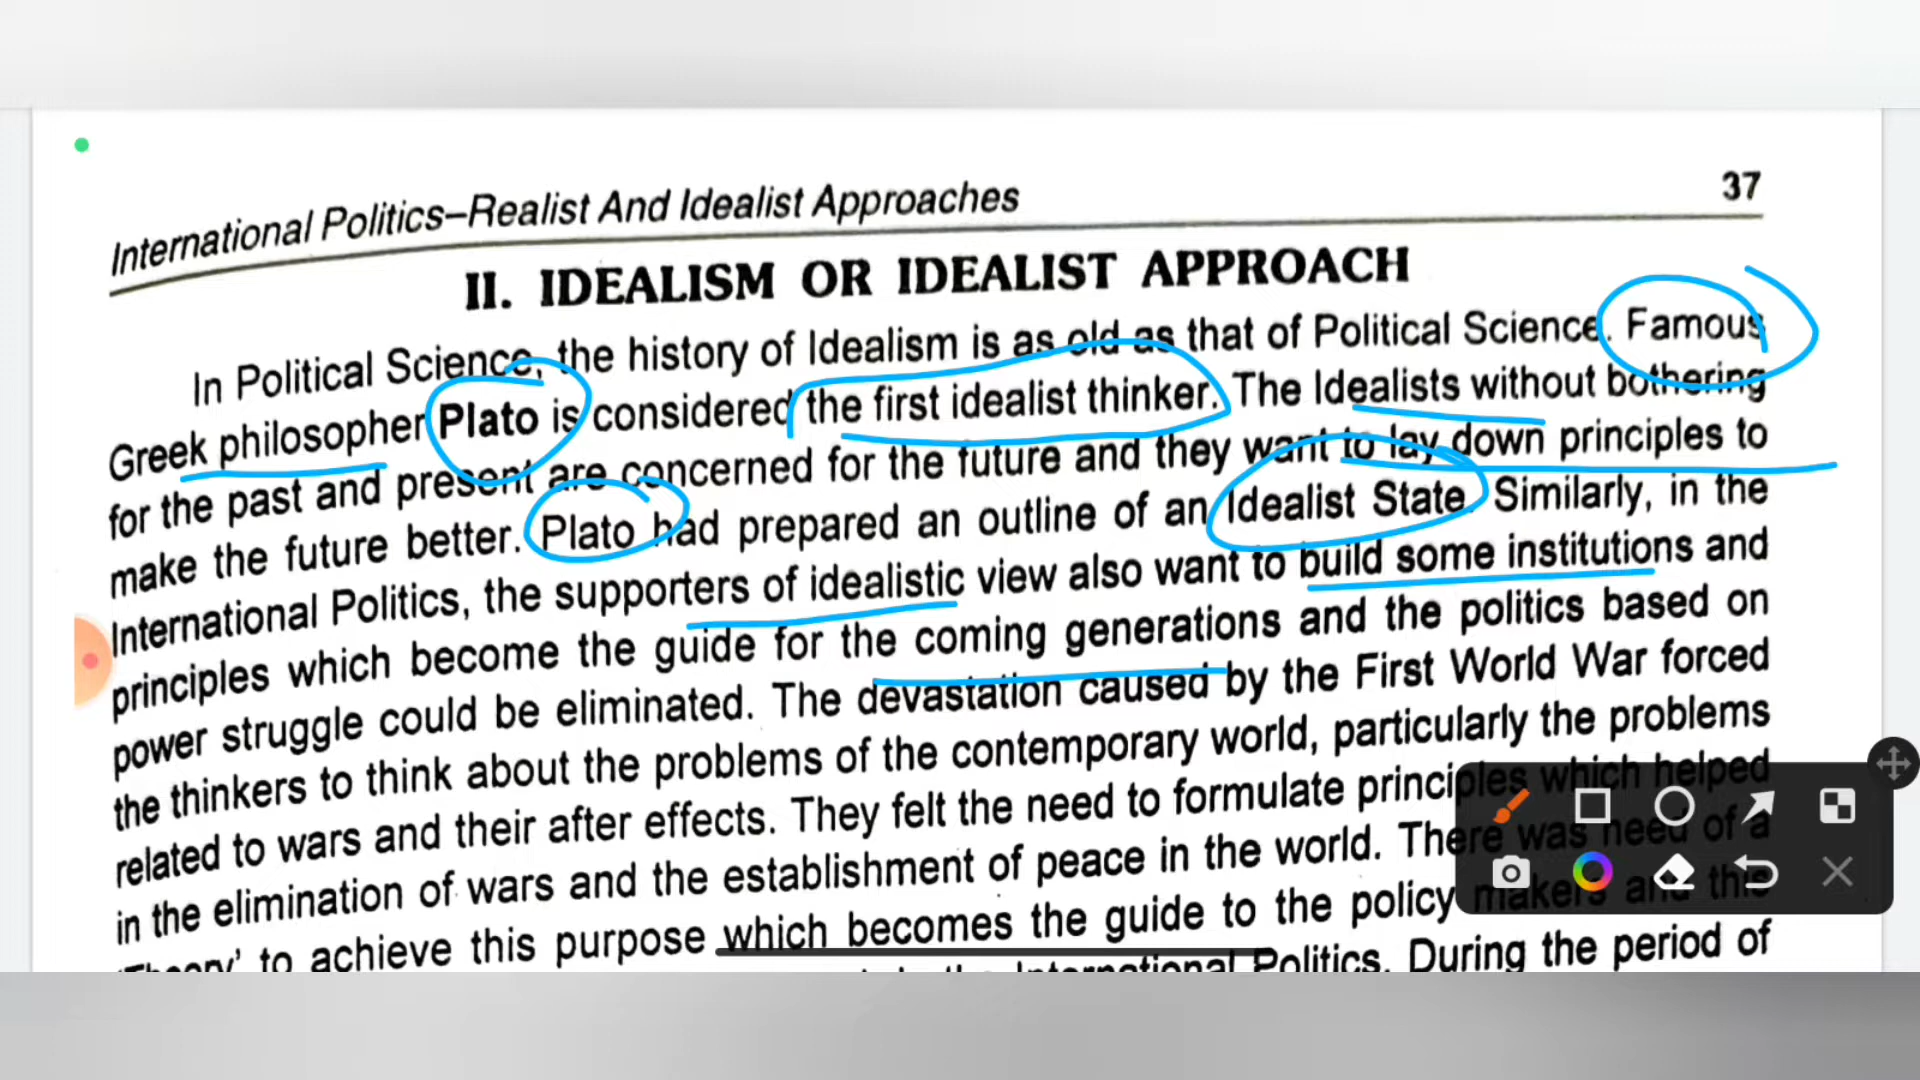 International Politics–Realist And Idealist Approaches 37
II. IDEALISM OR IDEALIST APPROACH
In Political Science, the history of Idealism is as old as that of Political Science. Famous
Greek philosopher Plato is considered the first idealist thinker. The Idealists without bothering
for the past and present are concerned for the future and they want to lay down principles to
make the future better. Plato had prepared an outline of an Idealist State. Similarly, in the
International Politics, the supporters of idealistic view also want to build some institutions and
principles which become the guide for the coming generations and the politics based on
power struggle could be eliminated. The devastation caused by the First World War forced
the thinkers to think about the problems of the contemporary world, particularly the problems
related to wars and their after effects. They felt the need to formulate principles which helped
in the elimination of wars and the establishment of peace in the world. There was need of a
'Theory' to achieve this purpose which becomes the guide to the policy makers and this
International Politics. During the period of